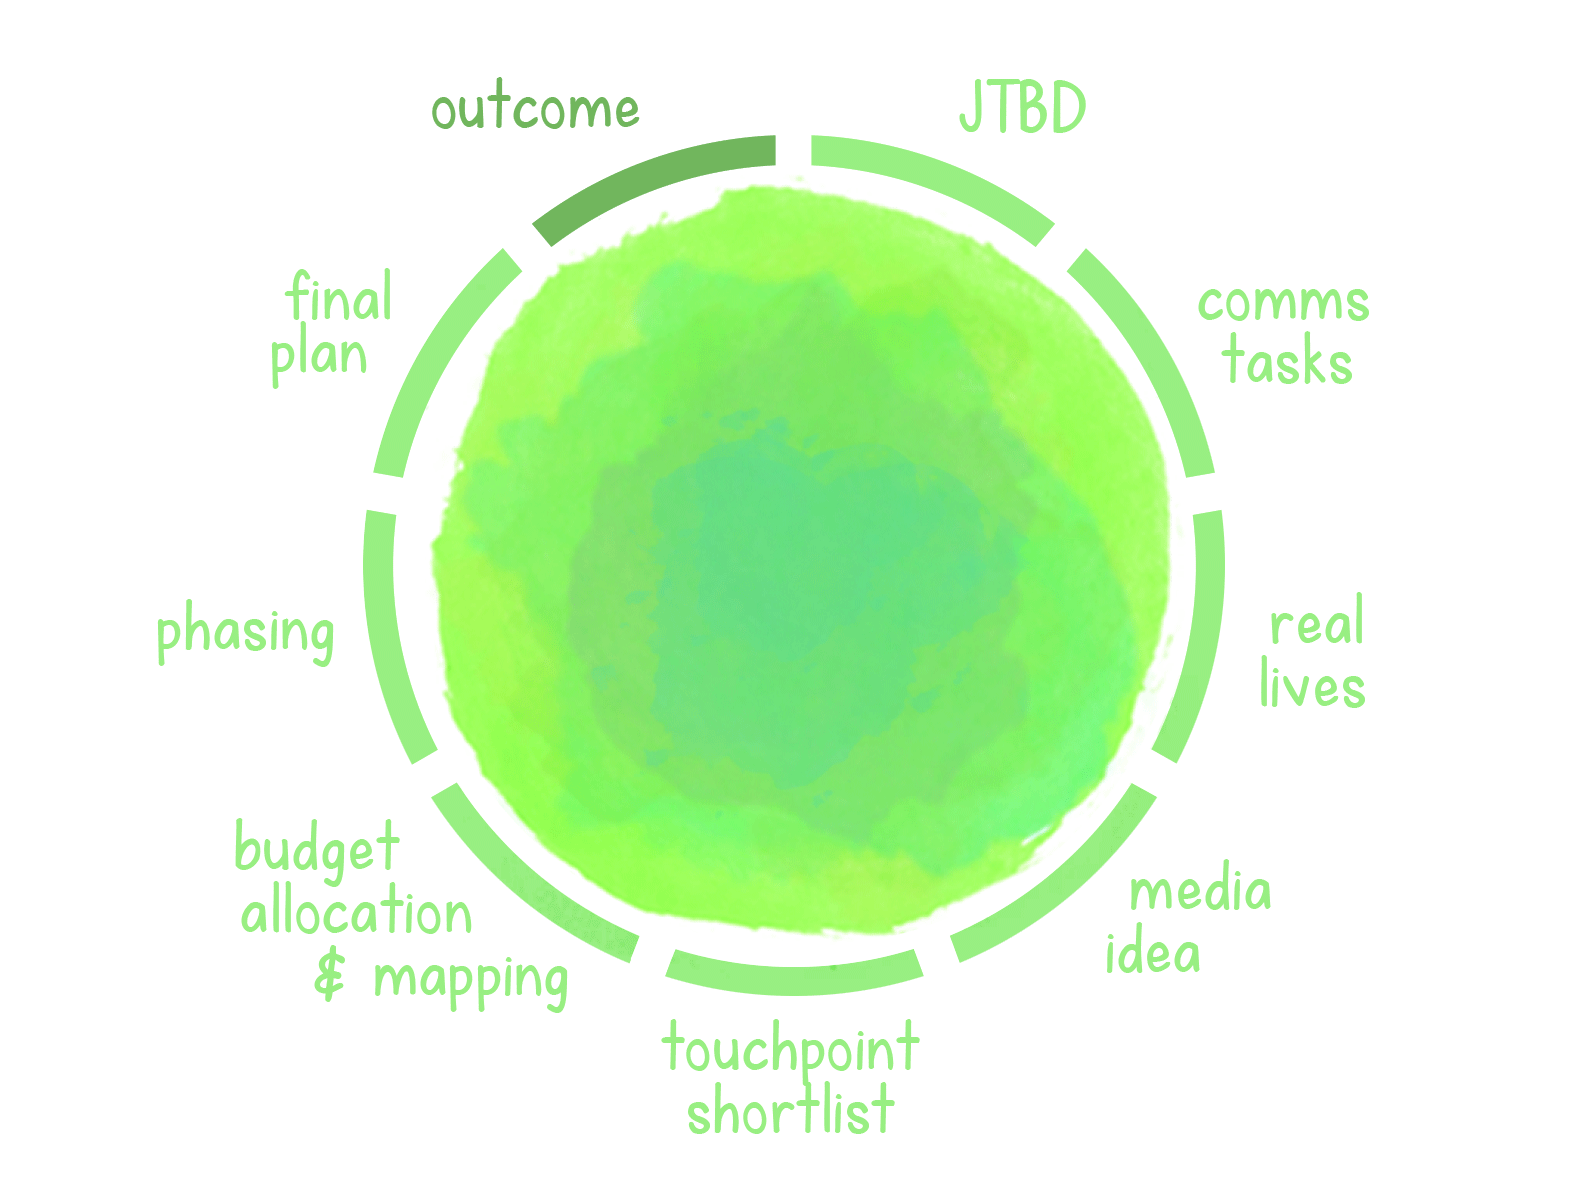 outcome
JTBD
comms
tasks
real
lives
media
idea
touchpoint
shortlist
budget
allocation
& mapping
phasing
final
plan